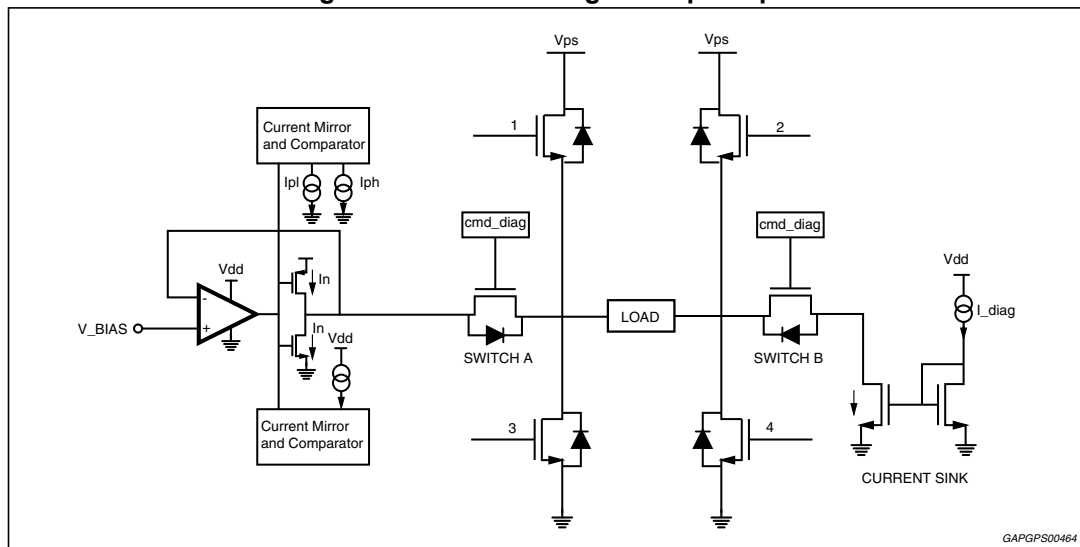 Vps
Vps
Current Mirror
and Comparator
1
2
Ipl
Iph
cmd_diag
cmd_diag
Vdd
Vdd
-
In
I_diag
V_BIAS
+
In
LOAD
Vdd
SWITCH A
SWITCH B
Current Mirror
and Comparator
3
4
CURRENT SINK
GAPGPS00464